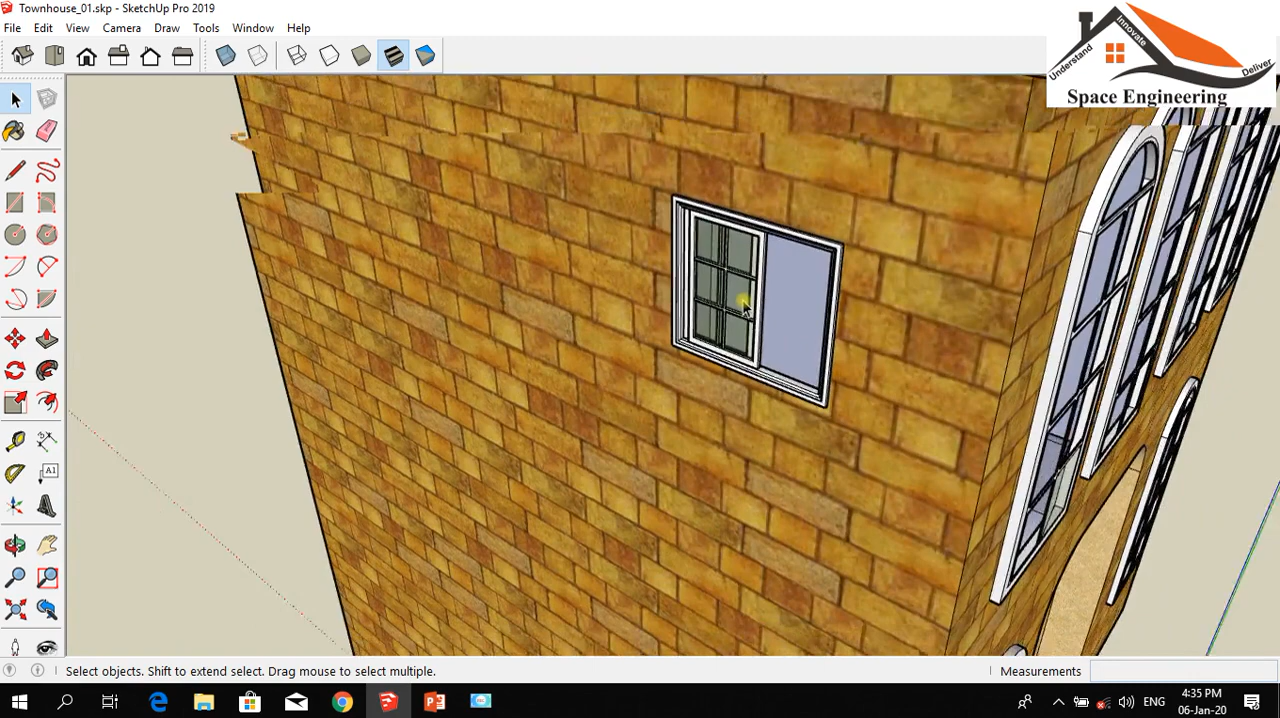 Townhouse_01.skp - SketchUp Pro 2019
File Edit View Camera Draw Tools Window Help
Understand
Innovate
Deliver
Space Engineering
A1
Select objects. Shift to extend select. Drag mouse to select multiple.
Measurements
ENG
4:35 PM
06-Jan-20